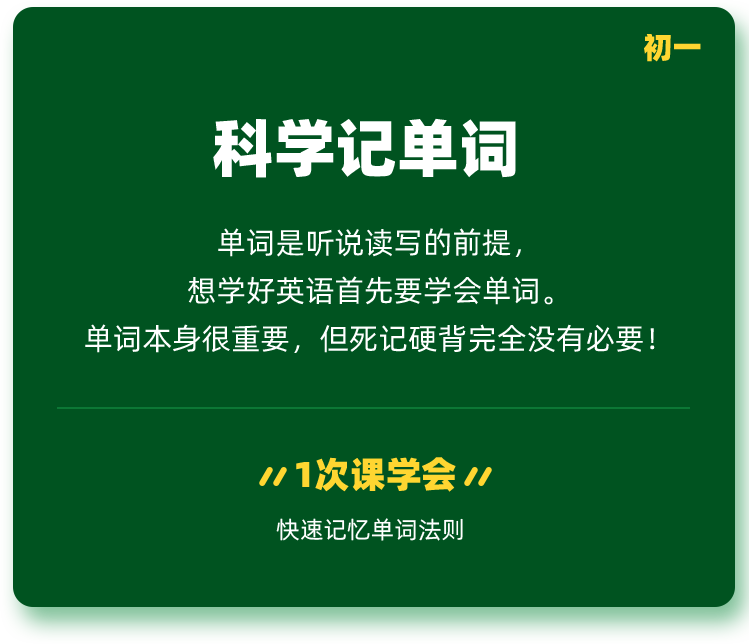 初一
科学记单词
单词是听说读写的前提，
想学好英语首先要学会单词。
单词本身很重要，但死记硬背完全没有必要！
1次课学会
快速记忆单词法则